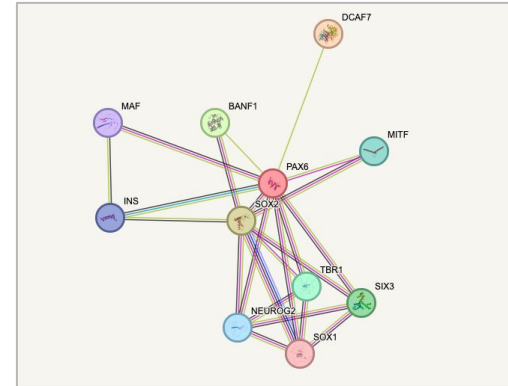 DCAF7
MAF
BANF1
MITF
PAX6
INS
SOX2
TBR1
SIX3
NEUROG2
SOX1